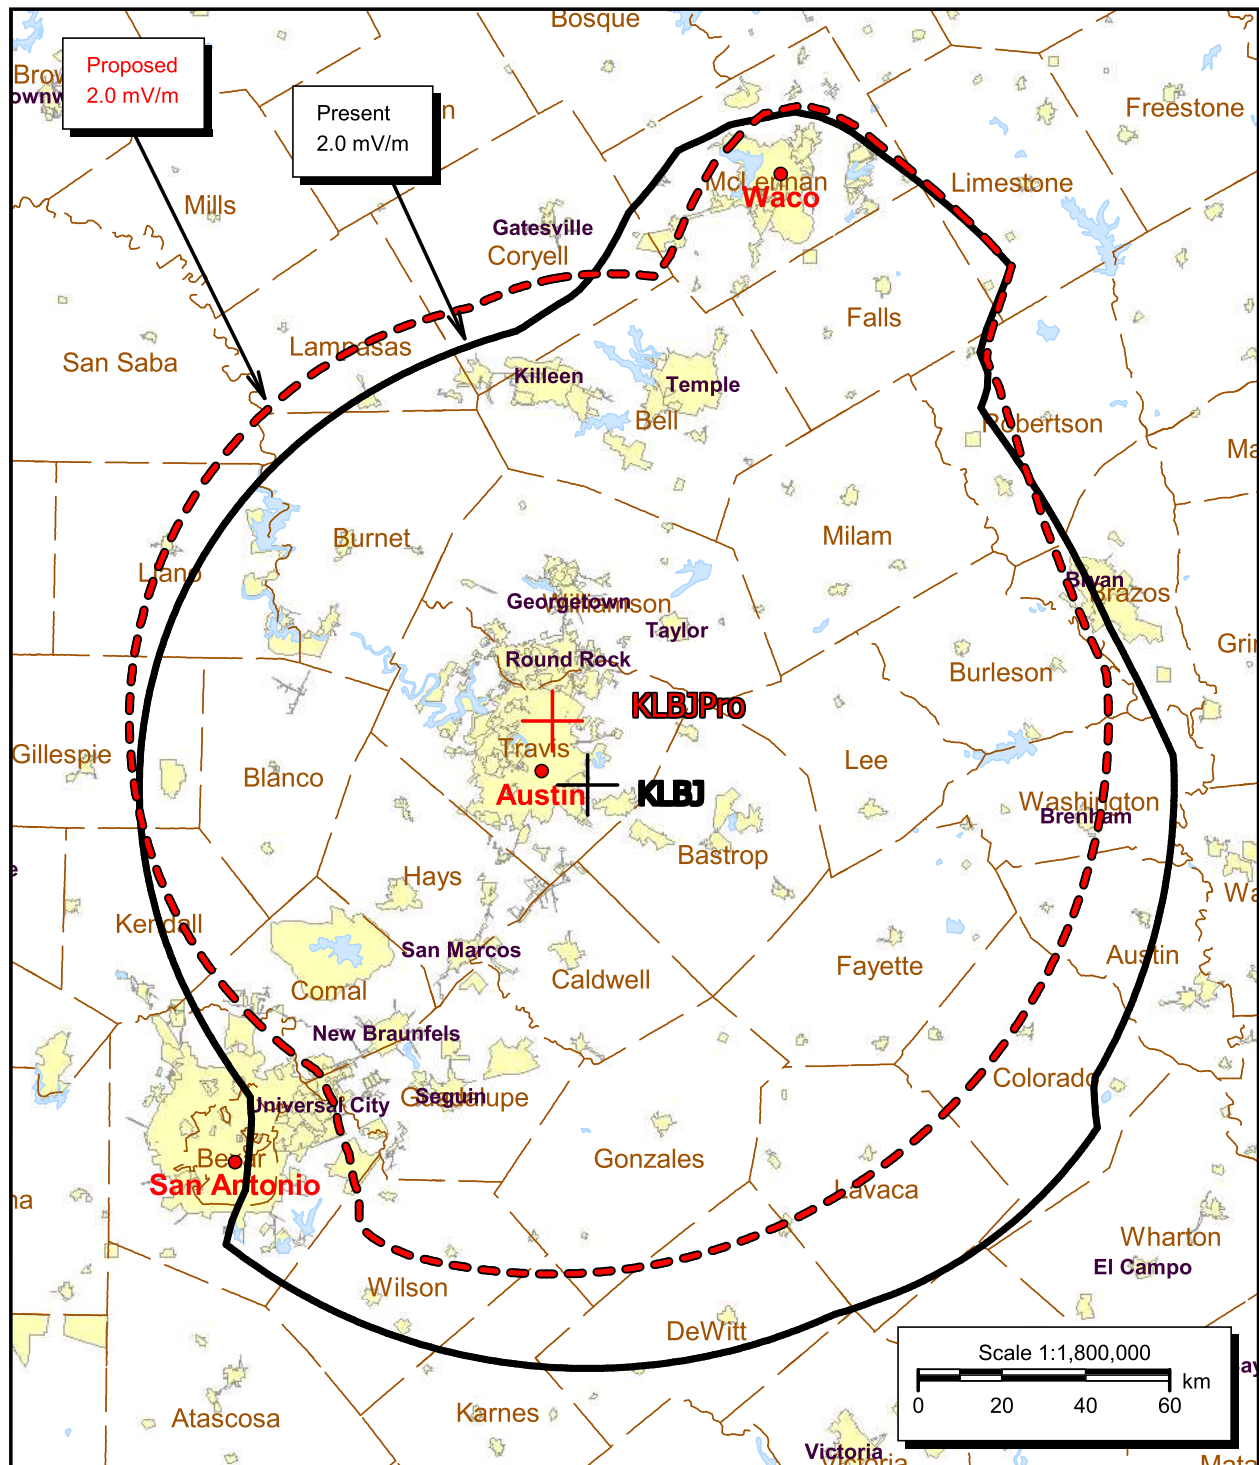 Bosque
Proposed
2.0 mV/m
Present
2.0 mV/m
Freestone
McLennan
Waco
Limestone
Mills
Gatesville
Coryell
Falls
San Saba
Lampasas
Killeen
Temple
Bell
Robertson
Burnet
Milam
Llano
Bryan
Brazos
Georgetown
Williamson
Taylor
Round Rock
Burleson
KLBJPro
Gillespie
Travis
Lee
Blanco
Austin
KLBJ
Washington
Brenham
Bastrop
Hays
Kendall
San Marcos
Caldwell
Fayette
Austin
Comal
New Braunfels
Colorado
Universal City
Seguin
Guadalupe
Bexar
San Antonio
Gonzales
Lavaca
Wharton
El Campo
Wilson
DeWitt
Scale 1:1,800,000
km
0 20 40 60
Atascosa
Karnes
Victoria
Victoria